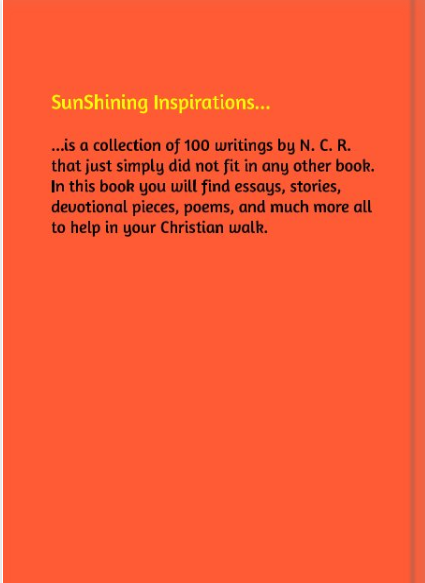 SunShining Inspirations...
...is a collection of 100 writings by N. C. R.
that just simply did not fit in any other book.
In this book you will find essays, stories,
devotional pieces, poems, and much more all
to help in your Christian walk.